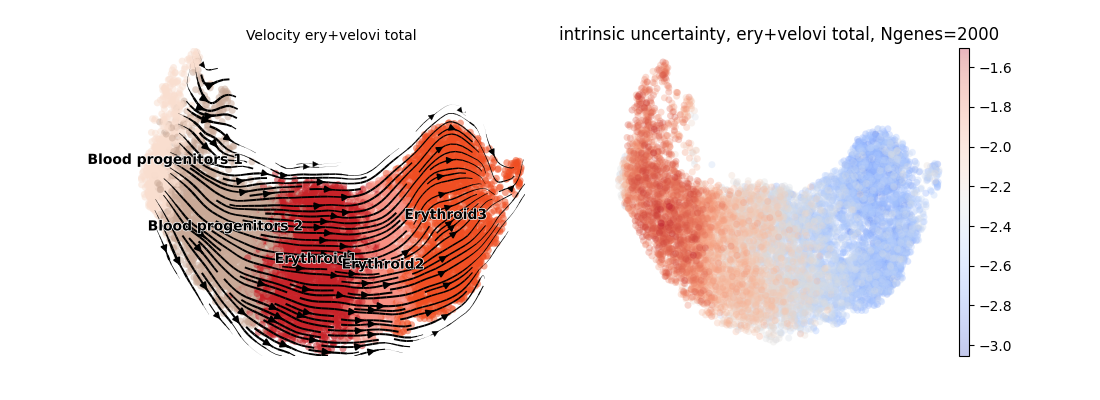 Velocity ery+velovi total
Blood progenitors 1
Blood progenitors 2
Erythroid3
Erythroid1
Erythroid2
intrinsic uncertainty, ery+velovi total, Ngenes=2000
−1.6
−1.8
−2.0
−2.2
−2.4
−2.6
−2.8
−3.0